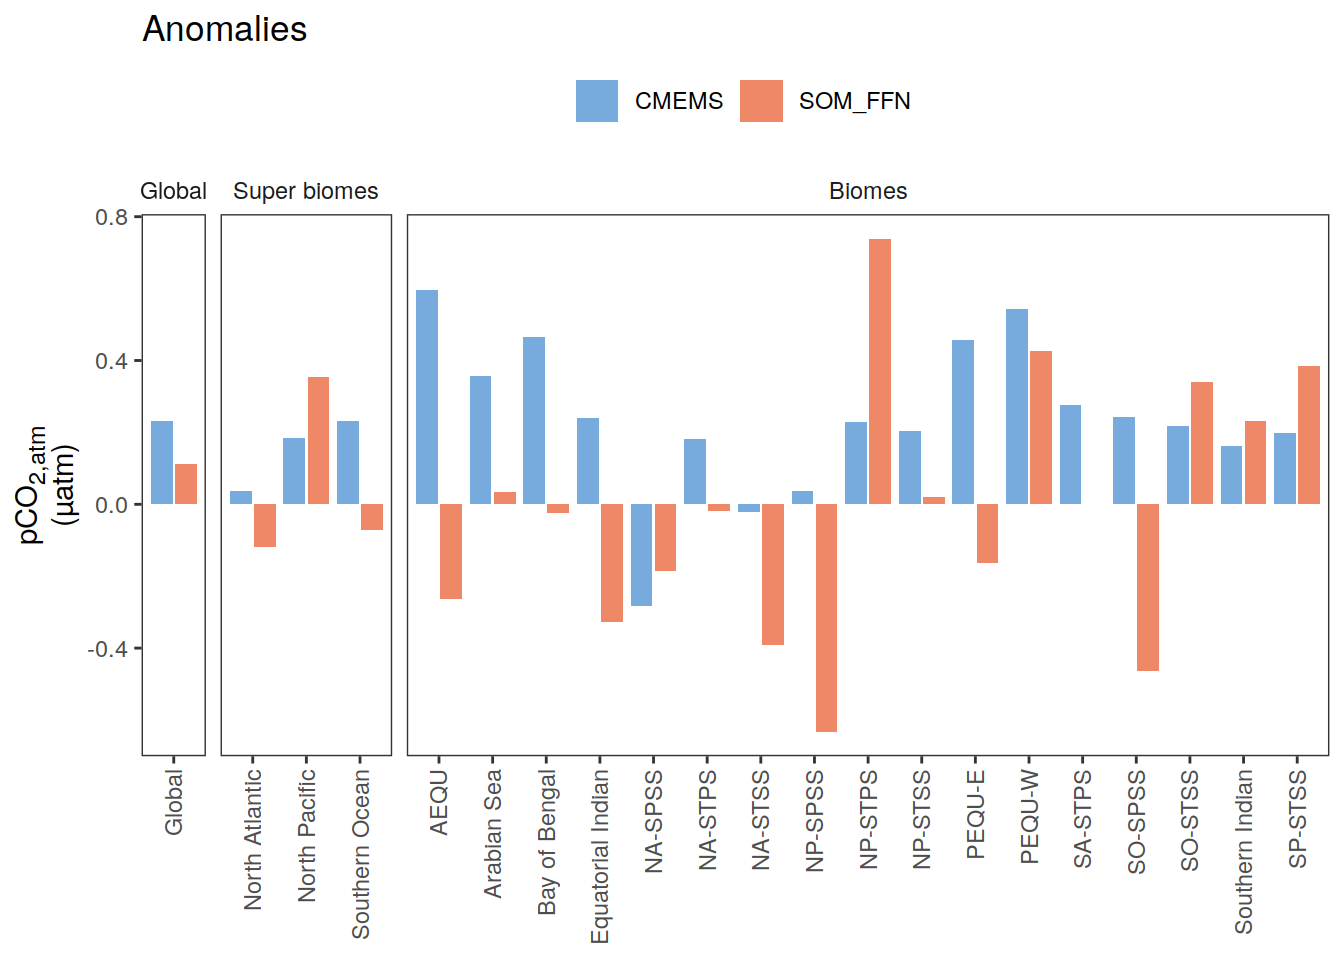 Anomalies
CMEMS SOM_FFN
Global Super biomes Biomes
pCO2,atm
(µatm)
0.8
0.4
0.0
-0.4
Global
North Atlantic
North Pacific
Southern Ocean
AEQU
Arabian Sea
Bay of Bengal
Equatorial Indian
NA-SPSS
NA-STPS
NA-STSS
NP-SPSS
NP-STPS
NP-STSS
PEQU-E
PEQU-W
SA-STPS
SO-SPSS
SO-STSS
Southern Indian
SP-STSS